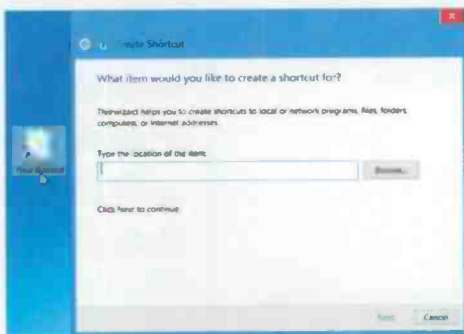 Create Shortcut
What item would you like to create a shortcut for?
This wizard helps you to create shortcuts to local or network programs, files, folders,
computers, or Internet addresses.
Type the location of the item:
Browse...
Click Next to continue.
Next
Cancel